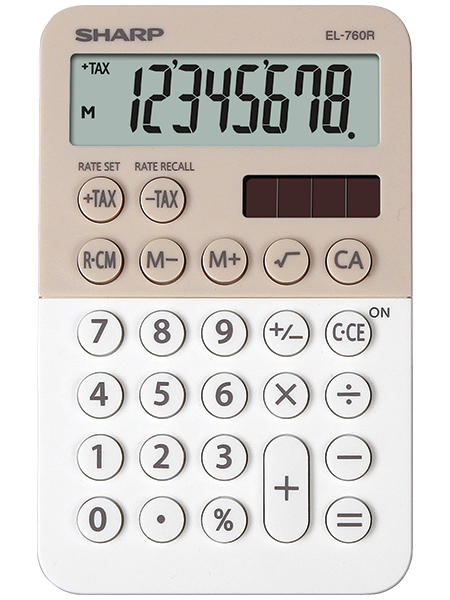 SHARP EL-760R
+TAX
M 12'345'678.
RATE SET RATE RECALL
+TAX −TAX
R·CM M− M+ √ CA
ON
7 8 9 +/− C·CE
4 5 6 × ÷
1 2 3 + −
0 · % =